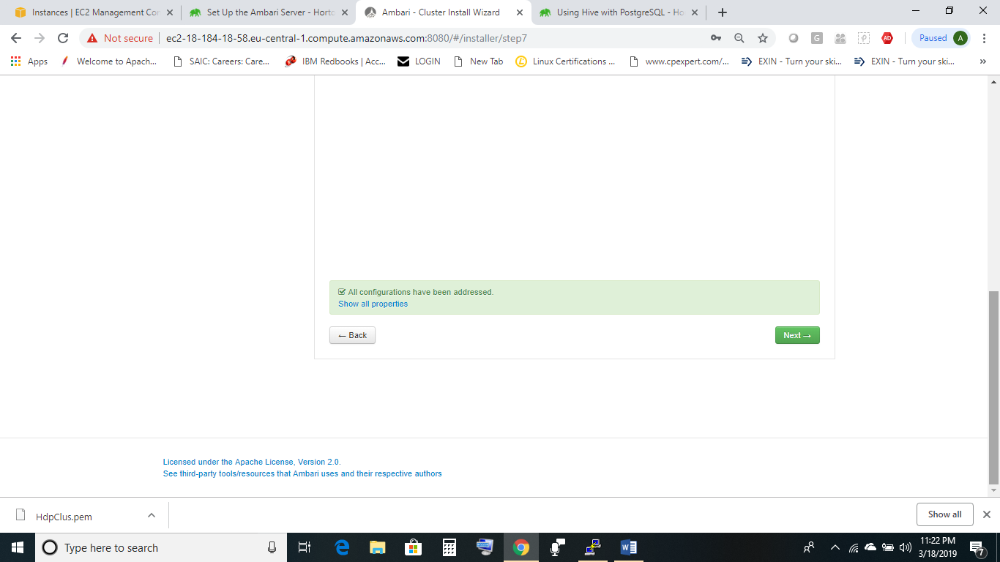 Instances | EC2 Management Con
Set Up the Ambari Server - Horto
Ambari - Cluster Install Wizard
Using Hive with PostgreSQL - Ho
Not secure
ec2-18-184-18-58.eu-central-1.compute.amazonaws.com:8080/#/installer/step7
G
AD
Paused
A
Apps
Welcome to Apach...
SAIC: Careers: Care...
IBM Redbooks | Acc...
LOGIN
New Tab
Linux Certifications ...
www.cpexpert.com/...
EXIN - Turn your ski...
EXIN - Turn your ski...
»
All configurations have been addressed.
Show all properties
← Back
Next →
Licensed under the Apache License, Version 2.0.
See third-party tools/resources that Ambari uses and their respective authors
HdpClus.pem
Show all
Type here to search
11:22 PM
3/18/2019
7